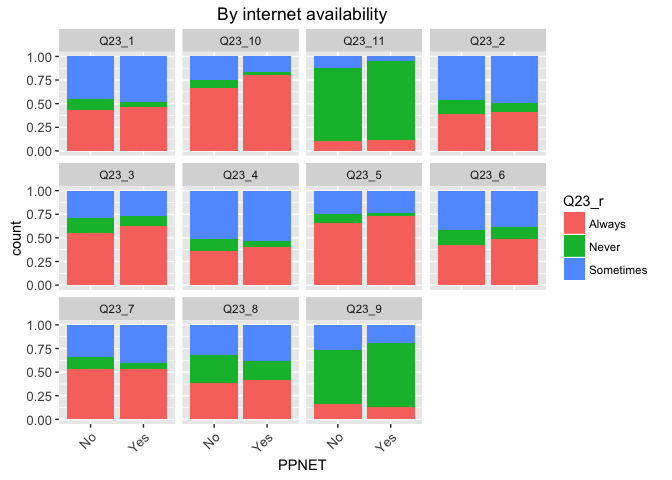 By internet availability
Q23_1 Q23_10 Q23_11 Q23_2
1.00
0.75
0.50
0.25
0.00
Q23_3 Q23_4 Q23_5 Q23_6
1.00
0.75
0.50
0.25
0.00
Q23_7 Q23_8 Q23_9
1.00
0.75
0.50
0.25
0.00
No Yes No Yes No Yes
PPNET
count
Q23_r
Always
Never
Sometimes